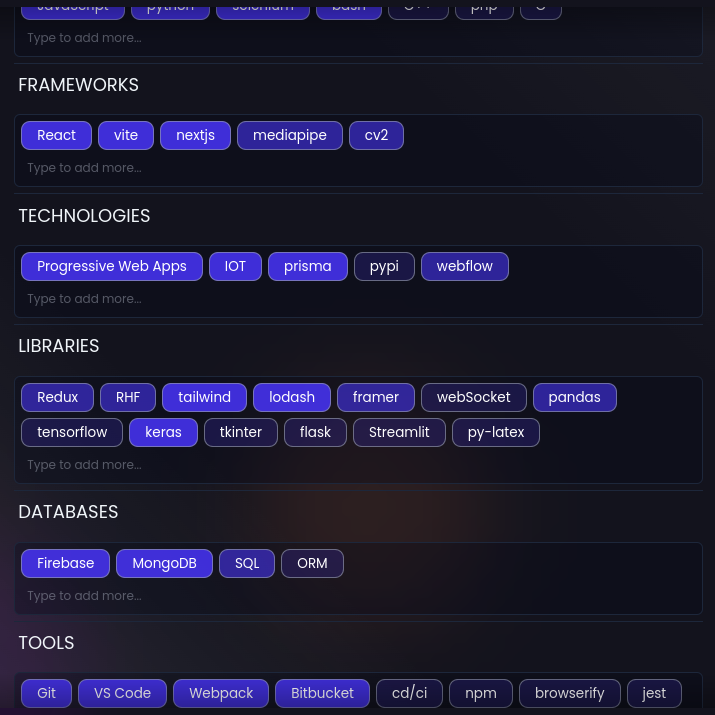 Javascript python selenium bash C++ php C
Type to add more...
FRAMEWORKS
React vite nextjs mediapipe cv2
Type to add more...
TECHNOLOGIES
Progressive Web Apps IOT prisma pypi webflow
Type to add more...
LIBRARIES
Redux RHF tailwind lodash framer webSocket pandas
tensorflow keras tkinter flask Streamlit py-latex
Type to add more...
DATABASES
Firebase MongoDB SQL ORM
Type to add more...
TOOLS
Git VS Code Webpack Bitbucket cd/ci npm browserify jest